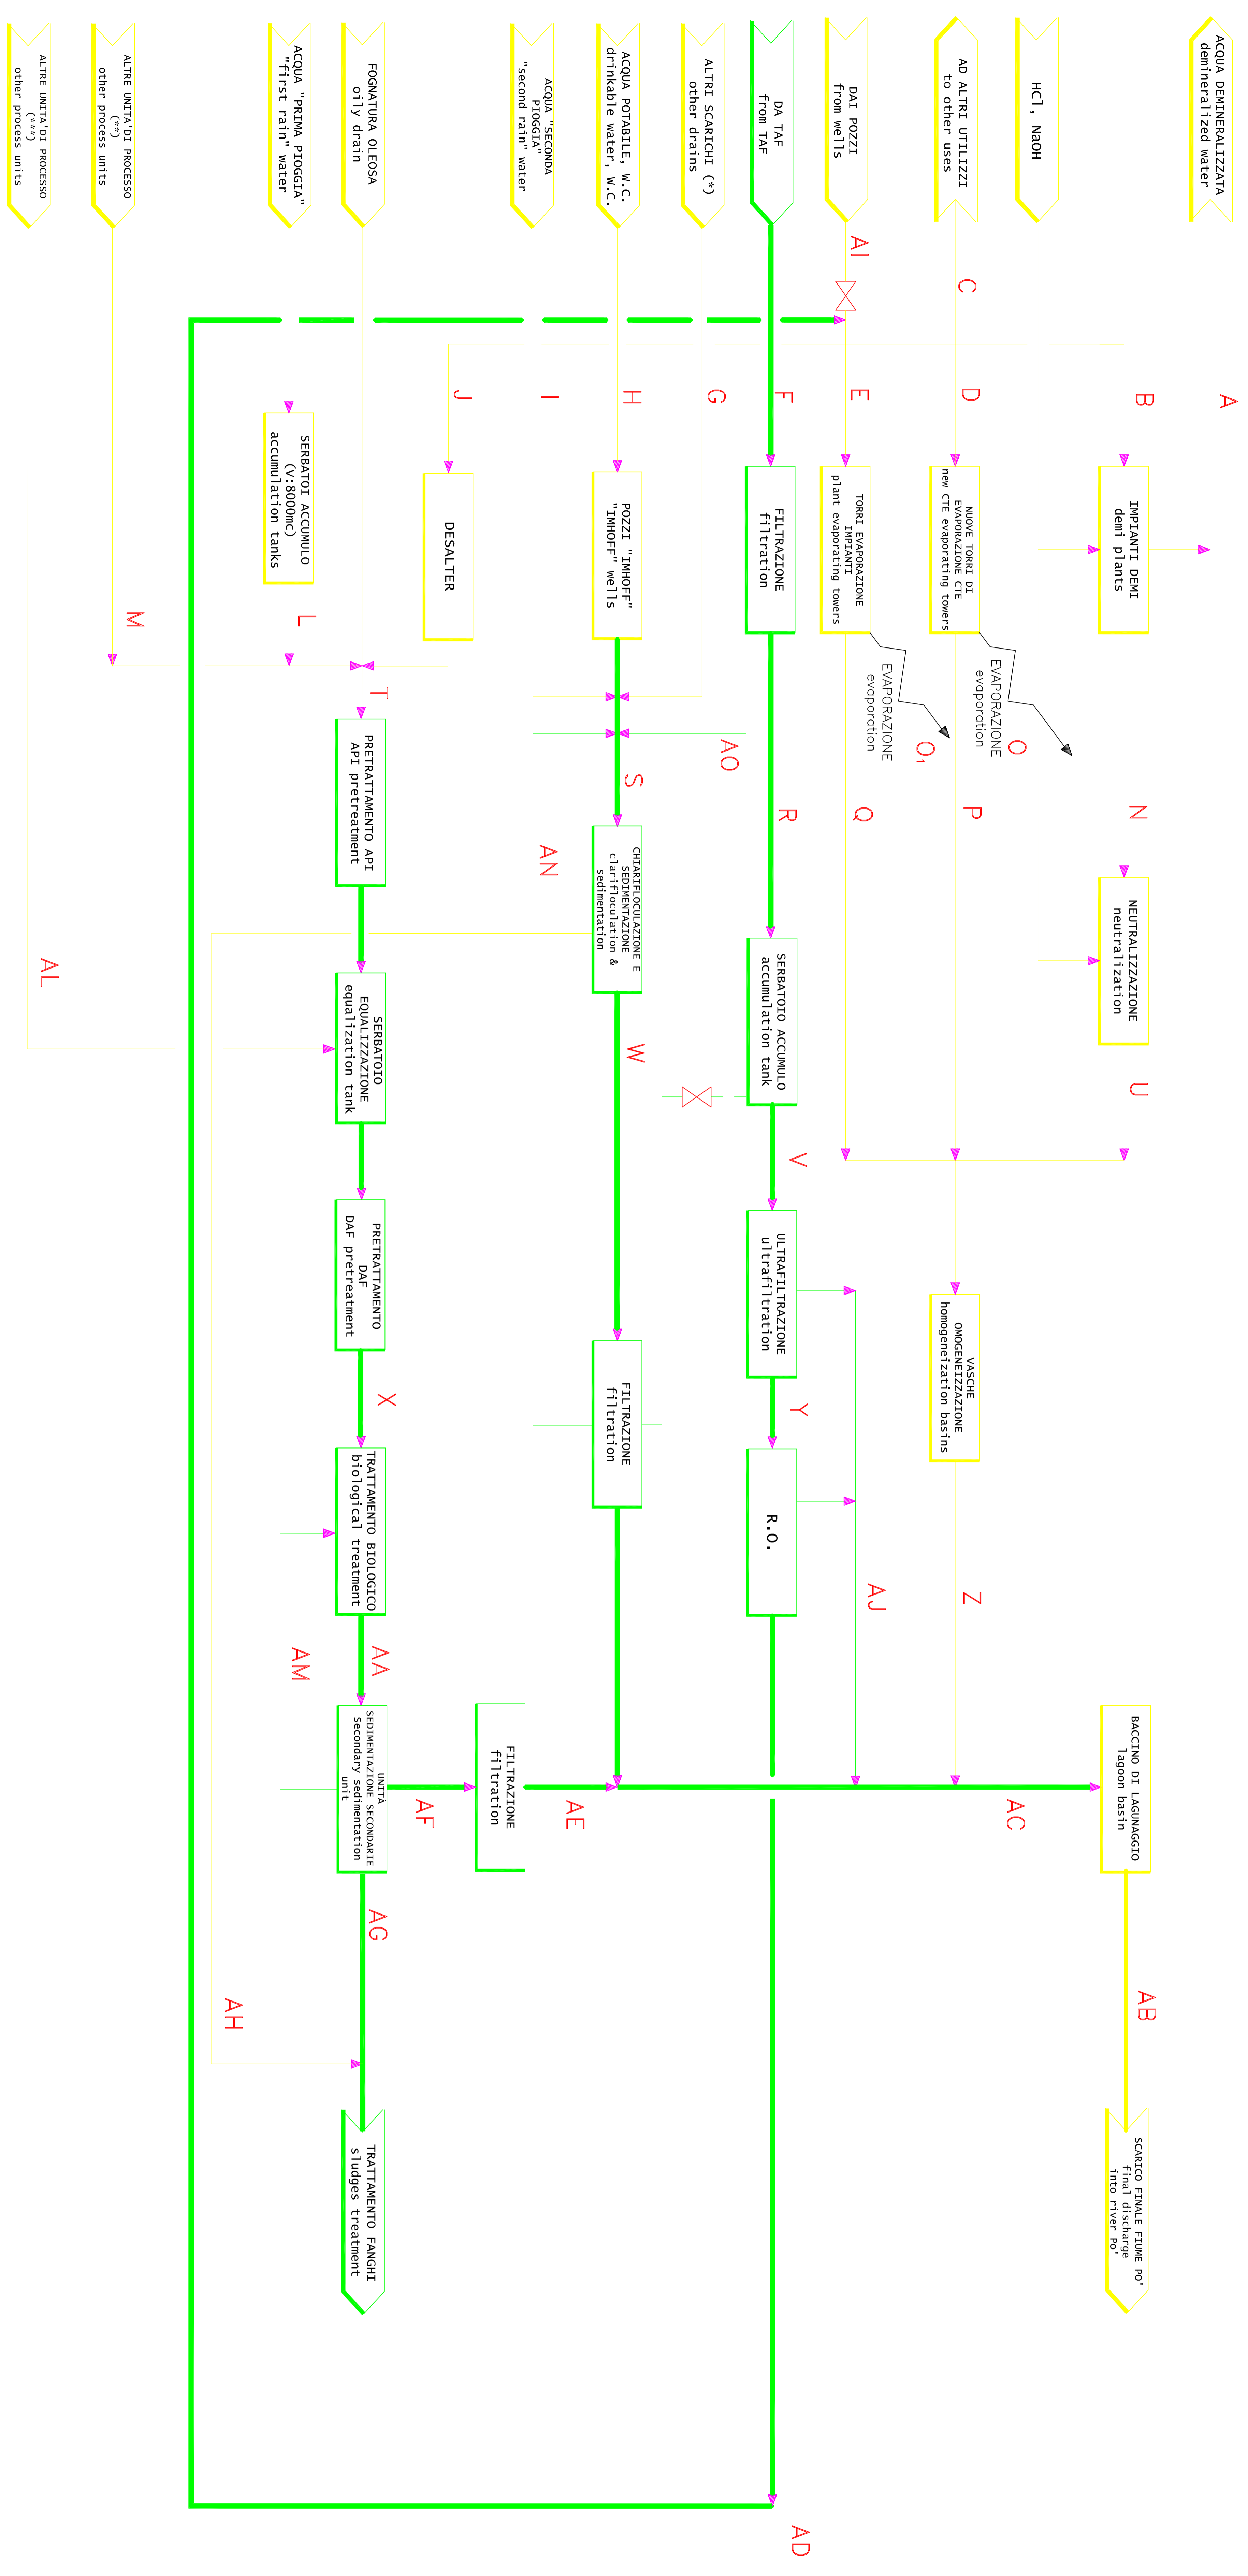 ACQUA DEMINERALIZZATA
demineralized water
HCl, NaOH
AD ALTRI UTILIZZI
to other uses
DAI POZZI
from wells
DA TAF
from TAF
ALTRI SCARICHI (*)
other drains
ACQUA POTABILE, W.C.
drinkable water, W.C.
ACQUA "SECONDA
PIOGGIA"
"second rain" water
FOGNATURA OLEOSA
oily drain
ACQUA "PRIMA PIOGGIA"
"first rain" water
ALTRE UNITA'DI PROCESSO
(**)
other process units
ALTRE UNITA'DI PROCESSO
(***)
other process units
A
B
C
D
AI
E
F
G
H
I
J
IMPIANTI DEMI
demi plants
NUOVE TORRI DI
EVAPORAZIONE CTE
new CTE evaporating towers
TORRI EVAPORAZIONE
IMPIANTI
plant evaporating towers
FILTRAZIONE
filtration
POZZI "IMHOFF"
"IMHOFF" wells
DESALTER
SERBATOI ACCUMULO
(V:8000mc)
accumulation tanks
L
M
EVAPORAZIONE
evaporation
O
EVAPORAZIONE
evaporation
O,
N
P
Q
R
AO
S
T
AN
NEUTRALIZZAZIONE
neutralization
SERBATOIO ACCUMULO
accumulation tank
CHIARIFLOCULAZIONE E
SEDIMENTAZIONE
clarifloculation &
sedimentation
PRETRATTAMENTO API
API pretreatment
AL
U
V
W
SERBATOIO
EQUALIZZAZIONE
equalization tank
PRETRATTAMENTO
DAF
DAF pretreatment
VASCHE
OMOGENEIZZAZIONE
homogeneization basins
ULTRAFILTRAZIONE
ultrafiltration
Y
FILTRAZIONE
filtration
X
R.O.
TRATTAMENTO BIOLOGICO
biological treatment
Z
AJ
AA
AM
BACCINO DI LAGUNAGGIO
lagoon basin
FILTRAZIONE
filtration
UNITÀ
SEDIMENTAZIONE SECONDARIE
Secondary sedimentation
unit
AC
AE
AF
AG
AB
AH
SCARICO FINALE FIUME PO'
final discharge
into river Po'
TRATTAMENTO FANGHI
sludges treatment
AD